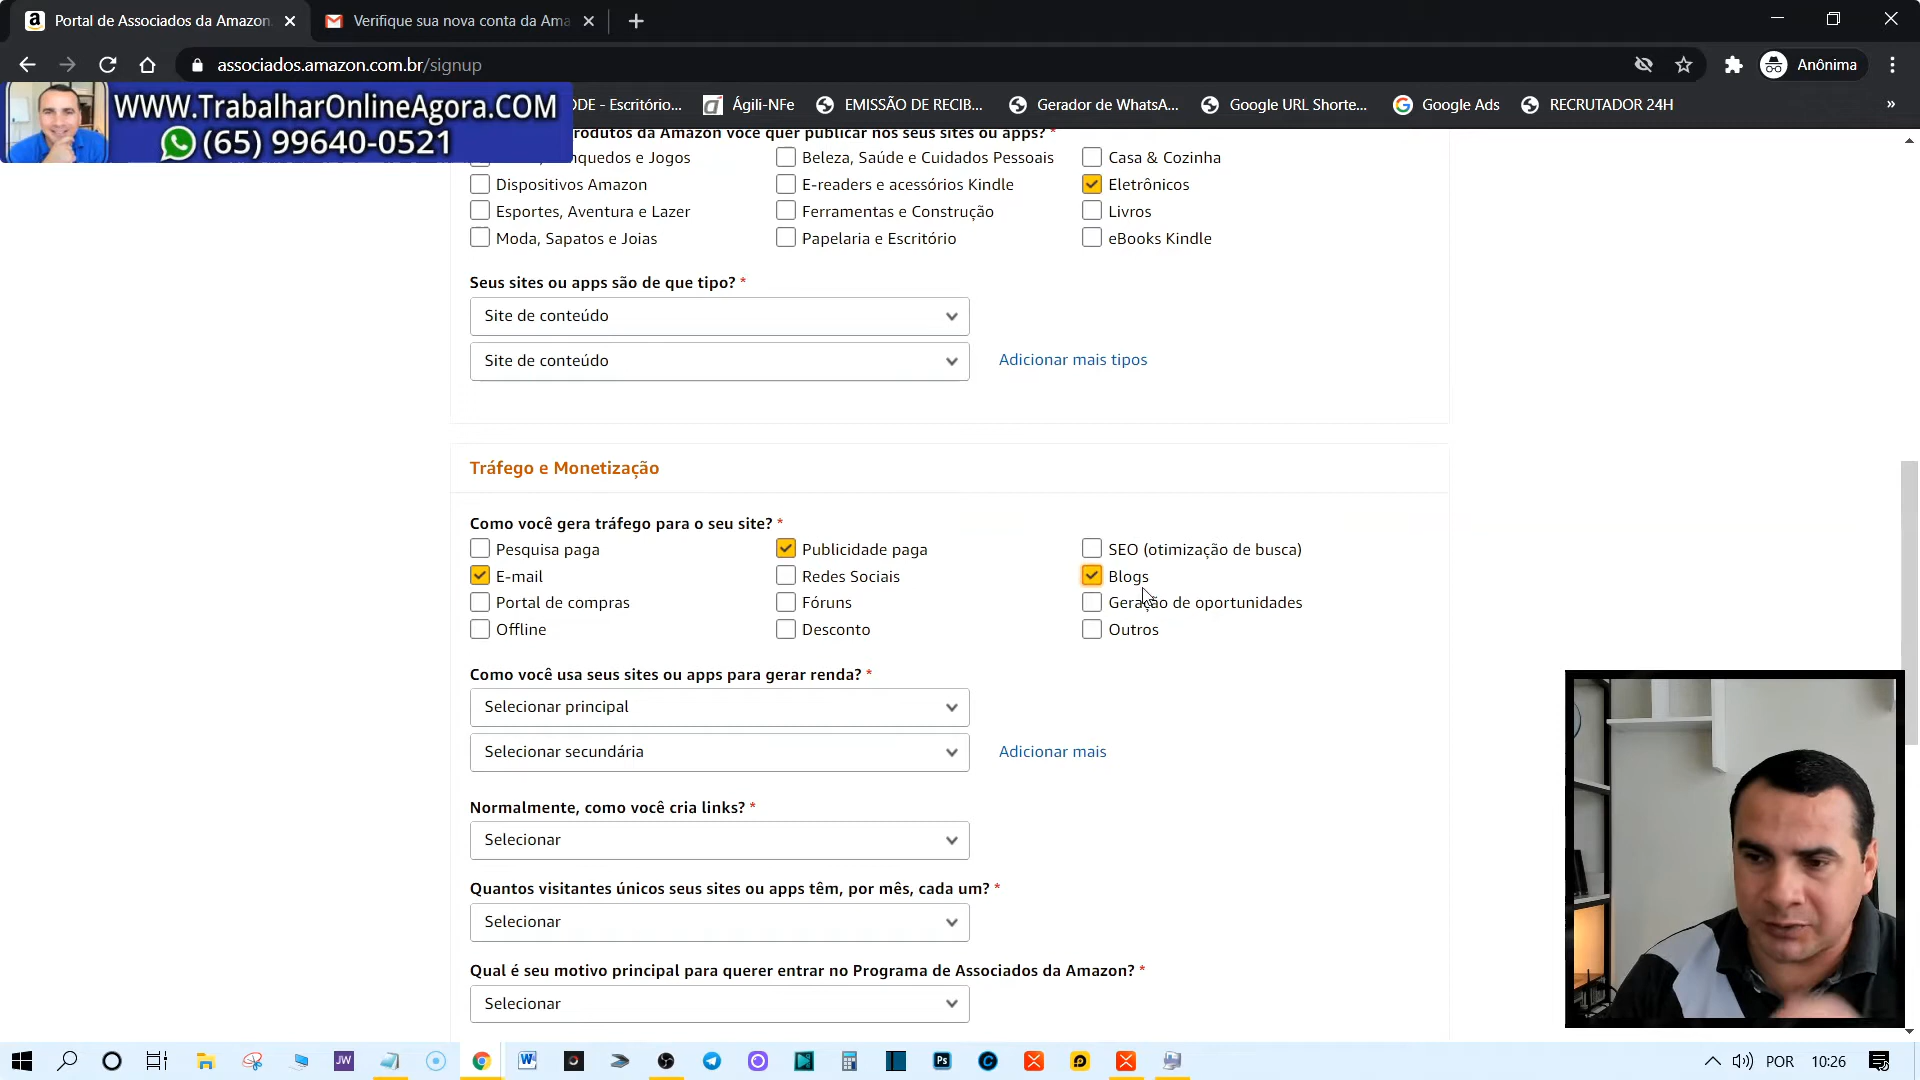 Portal de Associados da Amazon
Verifique sua nova conta da Ama
associados.amazon.com.br/signup
Anônima
WWW.TrabalharOnlineAgora.COM
(65) 99640-0521
ODE - Escritório...
Ágili-NFe
EMISSÃO DE RECIB...
Gerador de WhatsA...
Google URL Shorte...
Google Ads
RECRUTADOR 24H
»
rodutos da Amazon você quer publicar nos seus sites ou apps? *
nquedos e Jogos
Beleza, Saúde e Cuidados Pessoais
Casa & Cozinha
Dispositivos Amazon
E-readers e acessórios Kindle
Eletrônicos
Esportes, Aventura e Lazer
Ferramentas e Construção
Livros
Moda, Sapatos e Joias
Papelaria e Escritório
eBooks Kindle
Seus sites ou apps são de que tipo? *
Site de conteúdo
Site de conteúdo
Adicionar mais tipos
Tráfego e Monetização
Como você gera tráfego para o seu site? *
Pesquisa paga
Publicidade paga
SEO (otimização de busca)
E-mail
Redes Sociais
Blogs
Portal de compras
Fóruns
Geração de oportunidades
Offline
Desconto
Outros
Como você usa seus sites ou apps para gerar renda? *
Selecionar principal
Selecionar secundária
Adicionar mais
Normalmente, como você cria links? *
Selecionar
Quantos visitantes únicos seus sites ou apps têm, por mês, cada um? *
Selecionar
Qual é seu motivo principal para querer entrar no Programa de Associados da Amazon? *
Selecionar
JW
Ps
POR
10:26